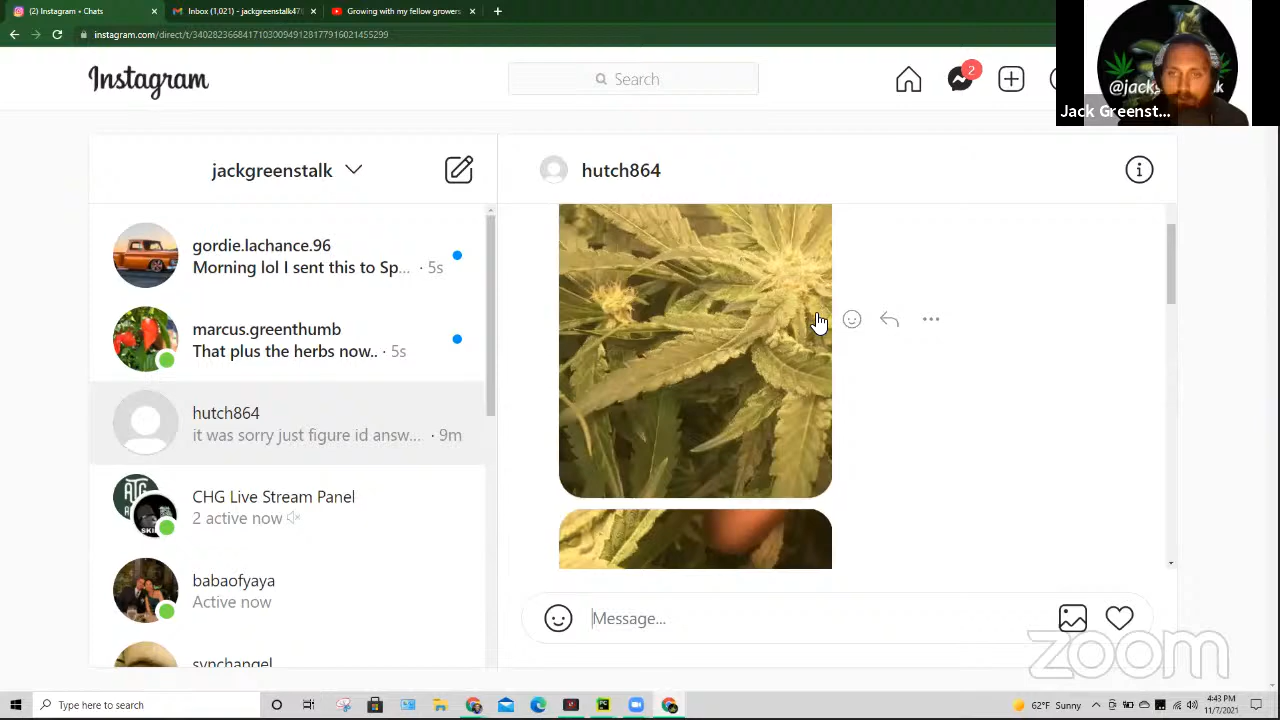 (2) Instagram • Chats
Inbox (1,021) - jackgreenstalk47
Growing with my fellow growers
instagram.com/direct/t/340282366841710300949128177916021455299
Instagram
Search
2
@jack
k
Jack Greenst...
jackgreenstalk
hutch864
gordie.lachance.96
Morning lol I sent this to Sp... · 5s
marcus.greenthumb
That plus the herbs now.. · 5s
hutch864
it was sorry just figure id answ... · 9m
CHG Live Stream Panel
2 active now
babaofyaya
Active now
synchangel
Message...
zoom
Type here to search
62°F Sunny
4:43 PM
11/7/2021